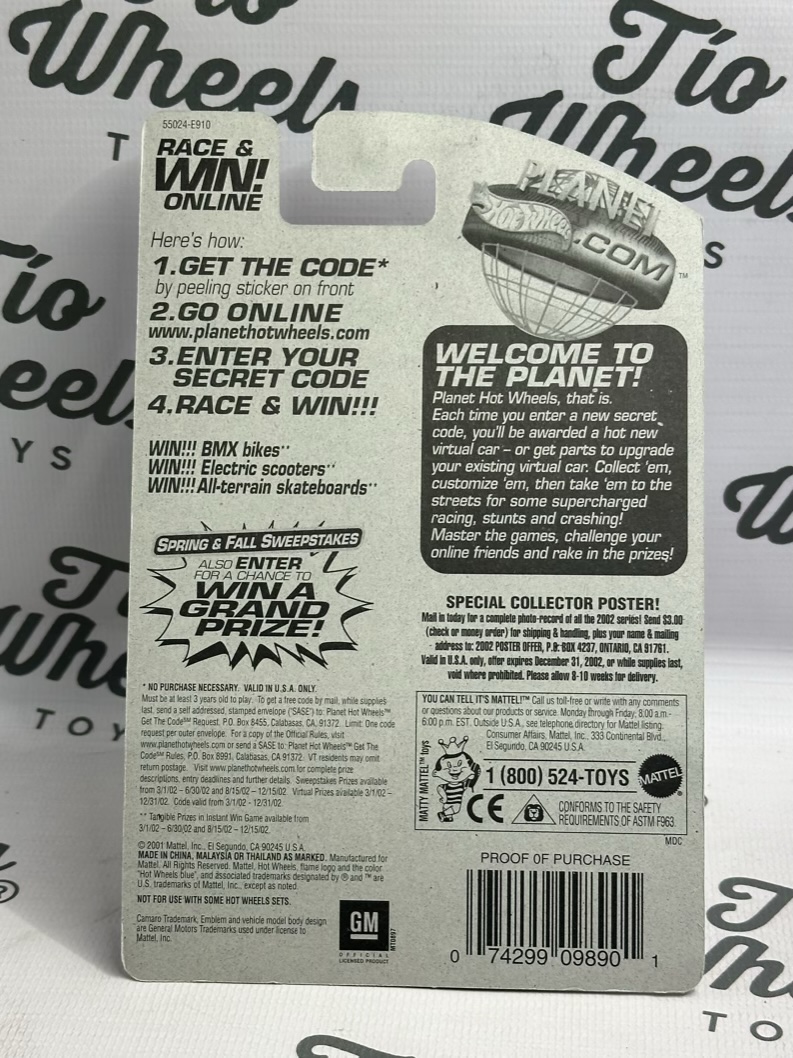 Tío
Wheels
T
Tío
Wheels
S
ío
eels
YS
T
Whe
TOY
W
T
h
TO
®
55024-E910
RACE &
WIN!
ONLINE
Here's how:
1.GET THE CODE*
by peeling sticker on front
2.GO ONLINE
www.planethotwheels.com
3.ENTER YOUR
SECRET CODE
4.RACE & WIN!!!
WIN!!! BMX bikes**
WIN!!! Electric scooters**
WIN!!! All-terrain skateboards**
SPRING & FALL SWEEPSTAKES
ALSO ENTER
FOR A CHANCE TO
WIN A
GRAND
PRIZE!
* NO PURCHASE NECESSARY. VALID IN U.S.A. ONLY.
Must be at least 3 years old to play. To get a free code by mail, while supplies
last, send a self addressed, stamped envelope ('SASE') to: Planet Hot Wheels™
Get The Code℠ Request, P.O. Box 8455, Calabasas, CA, 91372. Limit: One code
request per outer envelope. For a copy of the Official Rules, visit
www.planethotwheels.com or send a SASE to: Planet Hot Wheels™ Get The
Code℠ Rules, P.O. Box 8991, Calabasas, CA 91372. VT residents may omit
return postage. Visit www.planethotwheels.com for complete prize
descriptions, entry deadlines and further details. Sweepstakes Prizes available
from 3/1/02 – 6/30/02 and 8/15/02 – 12/15/02. Virtual Prizes available 3/1/02 –
12/31/02. Code valid from 3/1/02 - 12/31/02.
** Tangible Prizes in Instant Win Game available from
3/1/02 – 6/30/02 and 8/15/02 – 12/15/02.
© 2001 Mattel, Inc., El Segundo, CA 90245 U.S.A.
MADE IN CHINA, MALAYSIA OR THAILAND AS MARKED. Manufactured for
Mattel. All Rights Reserved. Mattel, Hot Wheels, flame logo and the color
"Hot Wheels blue", and associated trademarks designated by ® and ™ are
U.S. trademarks of Mattel, Inc., except as noted.
NOT FOR USE WITH SOME HOT WHEELS SETS.
Camaro Trademark, Emblem and vehicle model body design
are General Motors Trademarks used under license to
Mattel, Inc.
GM
OFFICIAL
LICENSED PRODUCT
MT0897
PLANET
Hot Wheels
.COM
™
WELCOME TO
THE PLANET!
Planet Hot Wheels, that is.
Each time you enter a new secret
code, you'll be awarded a hot new
virtual car – or get parts to upgrade
your existing virtual car. Collect 'em,
customize 'em, then take 'em to the
streets for some supercharged
racing, stunts and crashing!
Master the games, challenge your
online friends and rake in the prizes!
SPECIAL COLLECTOR POSTER!
Mail in today for a complete photo-record of all the 2002 series! Send $3.00
(check or money order) for shipping & handling, plus your name & mailing
address to: 2002 POSTER OFFER, P.O. BOX 4237, ONTARIO, CA. 91761.
Valid in U.S.A. only, offer expires December 31, 2002, or while supplies last,
void where prohibited. Please allow 8-10 weeks for delivery.
YOU CAN TELL IT'S MATTEL!™ Call us toll-free or write with any comments
or questions about our products or service. Monday through Friday, 8:00 a.m.-
6:00 p.m. EST. Outside U.S.A., see telephone directory for Mattel listing.
Consumer Affairs, Mattel, Inc., 333 Continental Blvd.,
El Segundo, CA 90245 U.S.A.
MATTY MATTEL™ toys
1 (800) 524-TOYS
MATTEL
CE
CONFORMS TO THE SAFETY
REQUIREMENTS OF ASTM F963.
MDC
PROOF OF PURCHASE
0 74299 09890 1